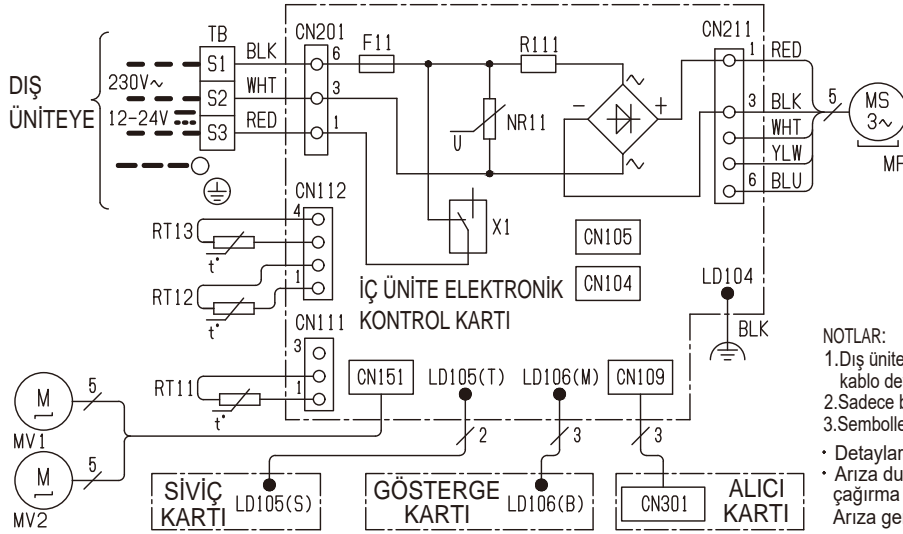 DIŞ
ÜNİTEYE
230V~
12-24V
TB
S1
S2
S3
BLK
WHT
RED
CN201
6
3
1
F11
R111
NR11
U
~
~
-
+
X1
CN211
1
3
6
RED
BLK
WHT
YLW
BLU
5
MS
3~
MF
CN112
4
1
RT13
t°
RT12
t°
CN111
3
1
RT11
t°
CN105
CN104
İÇ ÜNİTE ELEKTRONİK
KONTROL KARTI
LD104
BLK
CN151
LD105(T)
LD106(M)
CN109
M
MV1
5
M
MV2
5
2
3
3
SİVİÇ
KARTI
LD105(S)
GÖSTERGE
KARTI
LD106(B)
CN301
ALICI
KARTI
NOTLAR:
1.Dış ünite
kablo de
2.Sadece b
3.Sembolle
· Detaylar
· Arıza du
çağırma
Arıza ge